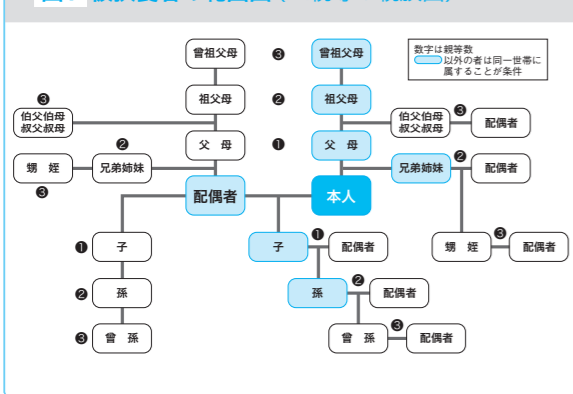 曾祖父母
❸
曾祖父母
数字は親等数
以外の者は同一世帯に
属することが条件
祖父母
❷
祖父母
❸
伯父伯母
叔父叔母
伯父伯母
叔父叔母
❸
配偶者
父 母
❶
父 母
❷
甥 姪
兄弟姉妹
兄弟姉妹
❷
配偶者
❸
配偶者
本人
❶
子
子
❶
配偶者
甥 姪
❸
配偶者
❷
孫
孫
❷
配偶者
❸
曾 孫
曾 孫
❸
配偶者